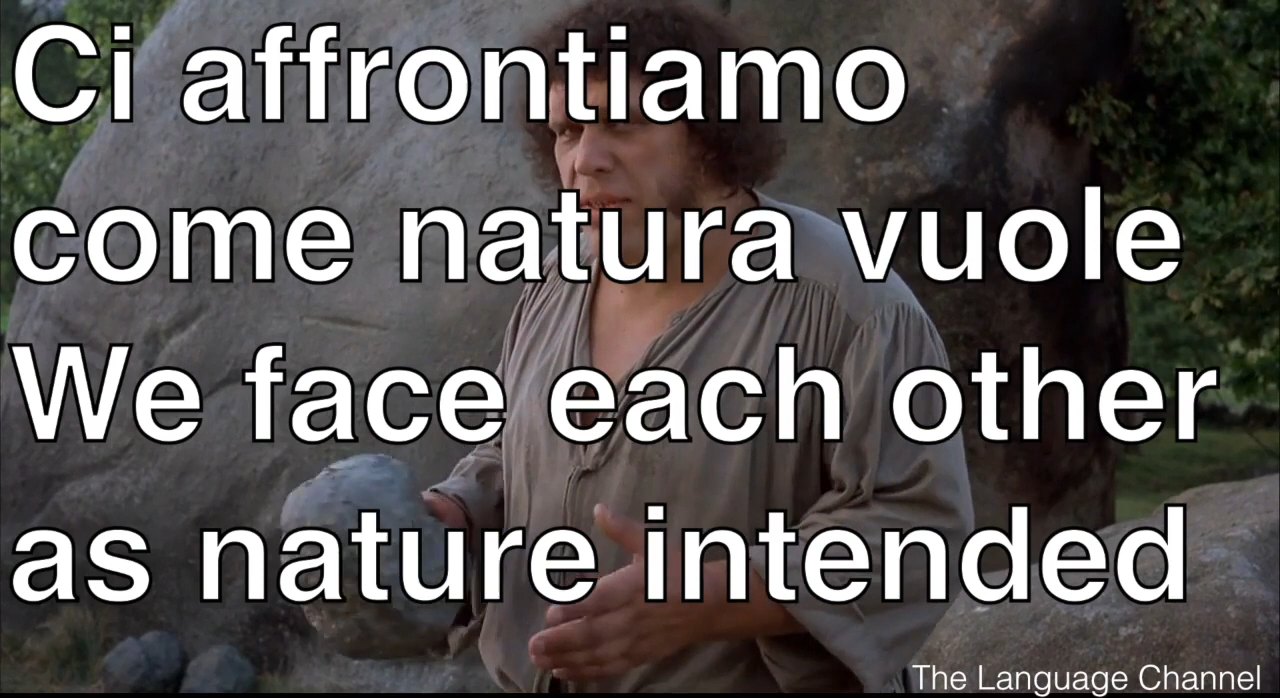 Ci affrontiamo
come natura vuole
We face each other
as nature intended
The Language Channel